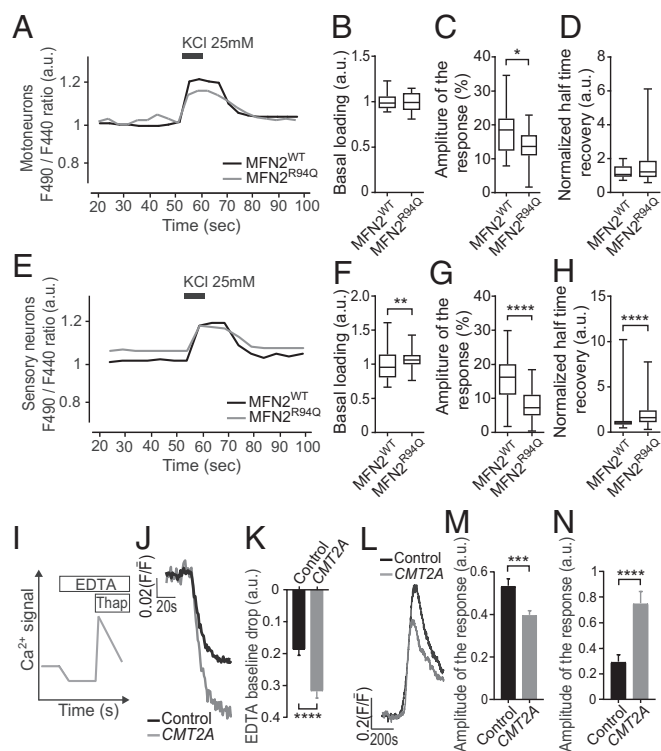 A
KCl 25mM
Motoneurons
F490 / F440 ratio (a.u.)
1.2
1
0.8
MFN2WT
MFN2R94Q
20 30 40 50 60 70 80 90 100
Time (sec)
B
Basal loading (a.u.)
1.5
1
0.5
0
MFN2WT
MFN2R94Q
C
Ampliture of the
response (%)
*
40
30
20
10
0
MFN2WT
MFN2R94Q
D
Normalized half time
recovery (a.u.)
8
6
4
2
0
MFN2WT
MFN2R94Q
E
KCl 25mM
Sensory neurons
F490 / F440 ratio (a.u.)
1.2
1
0.8
MFN2WT
MFN2R94Q
20 30 40 50 60 70 80 90 100
Time (sec)
F
Basal loading (a.u.)
**
2.0
1.5
1.0
0.5
0.0
MFN2WT
MFN2R94Q
G
Amplitude of the
response (%)
****
40
30
20
10
0
MFN2WT
MFN2R94Q
H
Normalized half time
recovery (a.u.)
****
15
10
5
0
MFN2WT
MFN2R94Q
I
Ca2+ signal
EDTA
Thap
Time (s)
J
0.02(F/F)
20s
Control
CMT2A
K
Control
CMT2A
EDTA baseline drop (a.u.)
0
0.1
0.2
0.3
0.4
****
L
Control
CMT2A
0.2(F/F)
200s
M
Amplitude of the response (a.u.)
***
0.6
0.4
0.2
0
Control
CMT2A
N
Amplitude of the response (a.u.)
****
1
0.8
0.6
0.4
0.2
0
Control
CMT2A